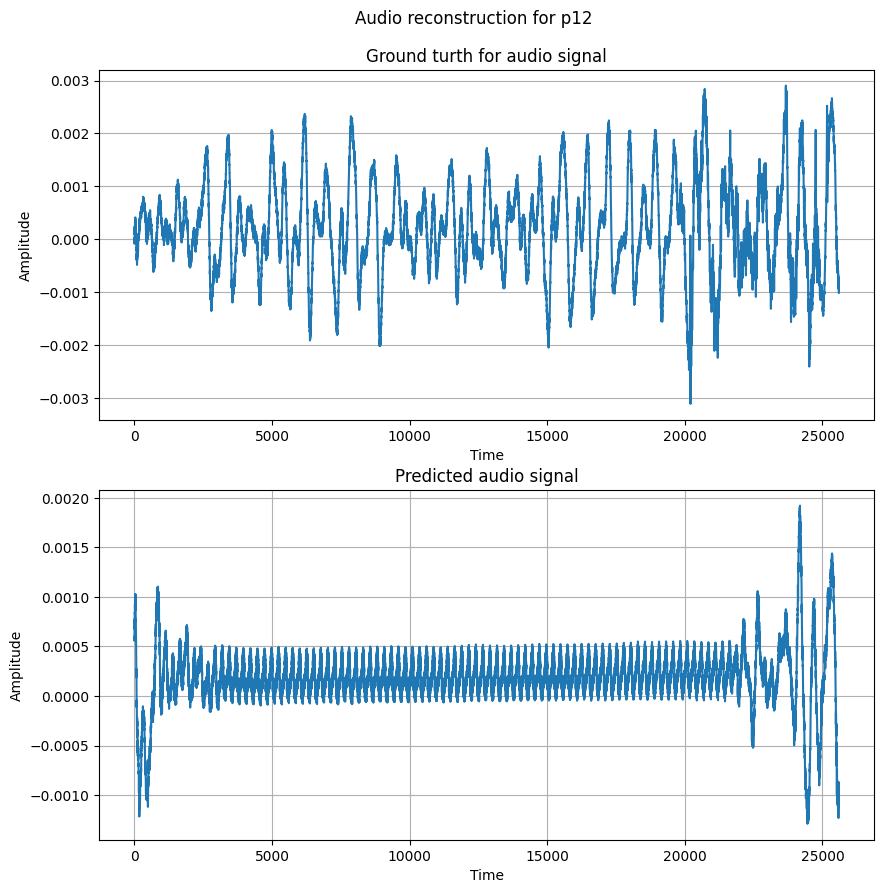 Audio reconstruction for p12
Ground turth for audio signal
0.003
0.002
0.001
0.000
−0.001
−0.002
−0.003
Amplitude
0 5000 10000 15000 20000 25000
Time
Predicted audio signal
0.0020
0.0015
0.0010
0.0005
0.0000
−0.0005
−0.0010
Amplitude
0 5000 10000 15000 20000 25000
Time